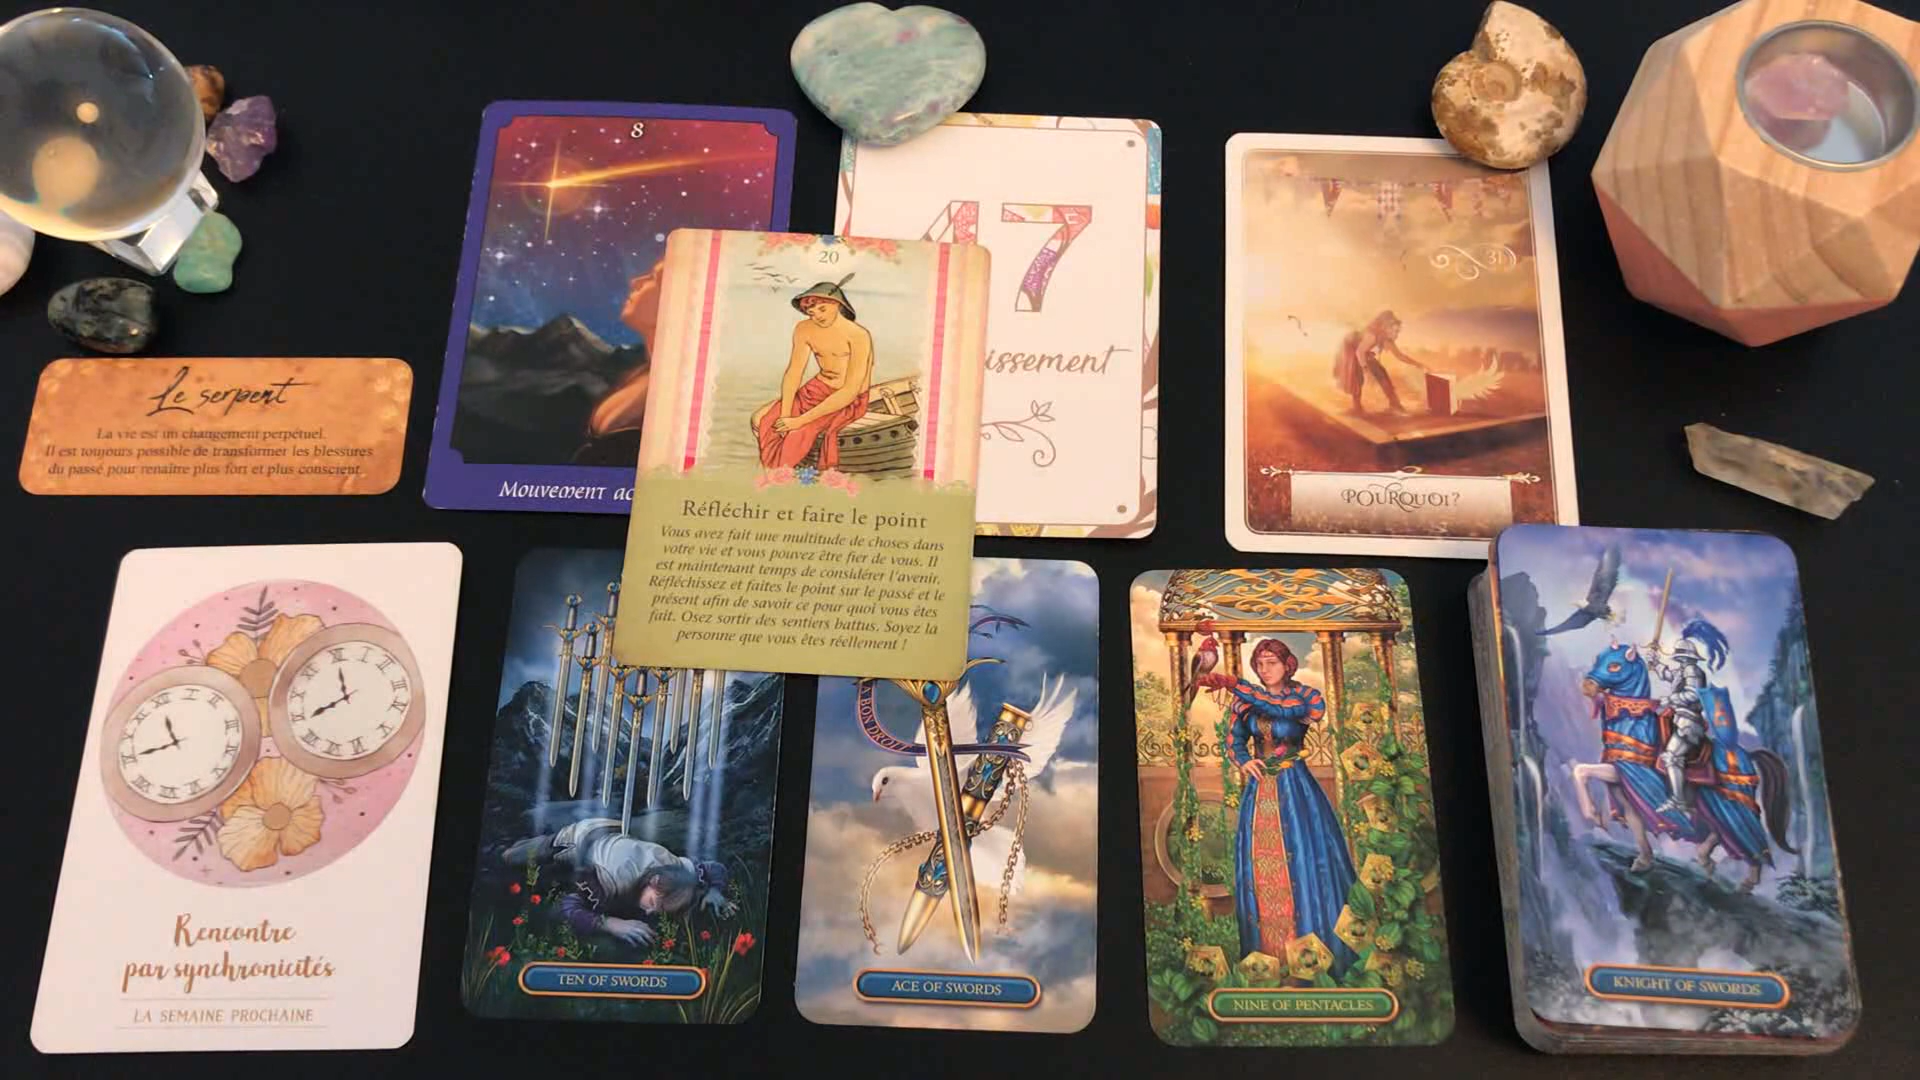 8
47
issement
31
POURQUOI?
20
Réfléchir et faire le point
Vous avez fait une multitude de choses dans
votre vie et vous pouvez être fier de vous. Il
est maintenant temps de considérer l'avenir.
Réfléchissez et faites le point sur le passé et le
présent afin de savoir ce pour quoi vous êtes
fait. Osez sortir des sentiers battus. Soyez la
personne que vous êtes réellement !
Mouvement ac
Le serpent
La vie est un changement perpétuel.
Il est toujours possible de transformer les blessures
du passé pour renaître plus fort et plus conscient.
Rencontre
par synchronicités
LA SEMAINE PROCHAINE
TEN OF SWORDS
A BON DROIT
ACE OF SWORDS
NINE OF PENTACLES
KNIGHT OF SWORDS